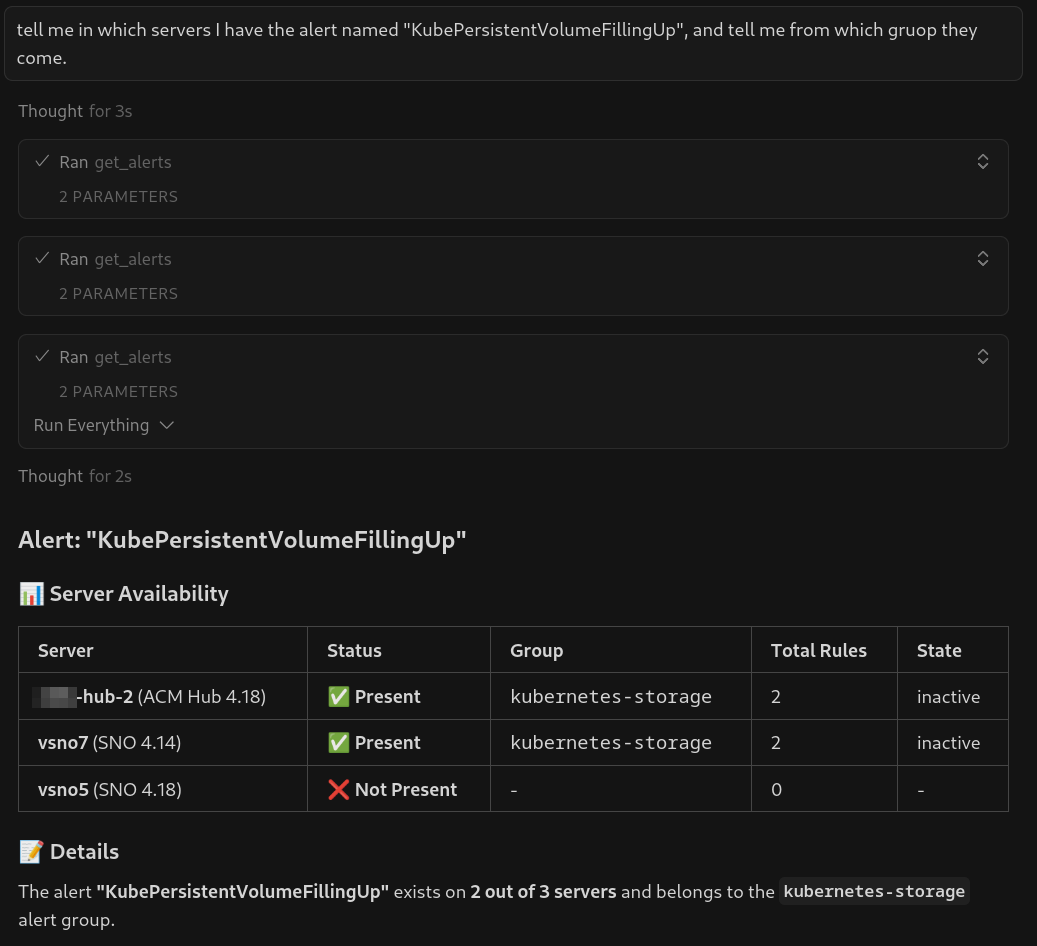 tell me in which servers I have the alert named "KubePersistentVolumeFillingUp", and tell me from which gruop they
come.
Thought for 3s
Ran get_alerts
2 PARAMETERS
Ran get_alerts
2 PARAMETERS
Ran get_alerts
2 PARAMETERS
Run Everything
Thought for 2s
Alert: "KubePersistentVolumeFillingUp"
📊 Server Availability
Server Status Group Total Rules State
-hub-2 (ACM Hub 4.18) ✅ Present kubernetes-storage 2 inactive
vsno7 (SNO 4.14) ✅ Present kubernetes-storage 2 inactive
vsno5 (SNO 4.18) ❌ Not Present - 0 -
📝 Details
The alert "KubePersistentVolumeFillingUp" exists on 2 out of 3 servers and belongs to the kubernetes-storage
alert group.